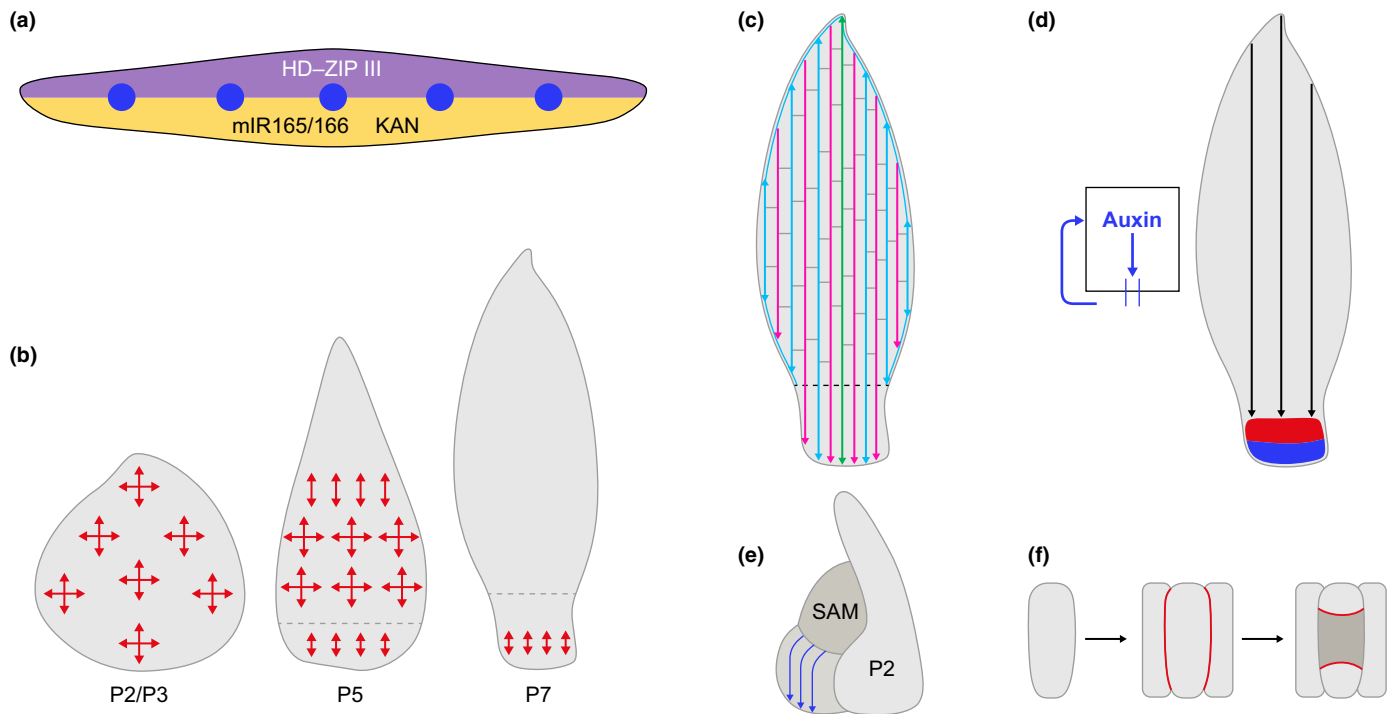 (a)
HD–ZIP III
mIR165/166 KAN
(b)
P2/P3
P5
P7
(c)
(d)
Auxin
(e)
SAM
P2
(f)